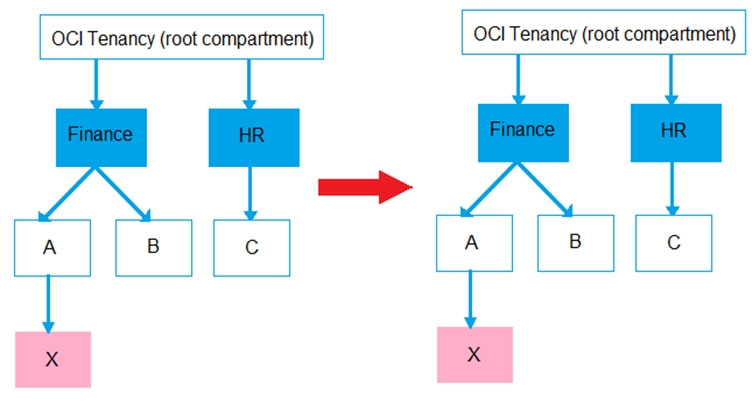 OCI Tenancy (root compartment)
Finance
HR
A
B
C
X
OCI Tenancy (root compartment)
Finance
HR
A
B
C
X